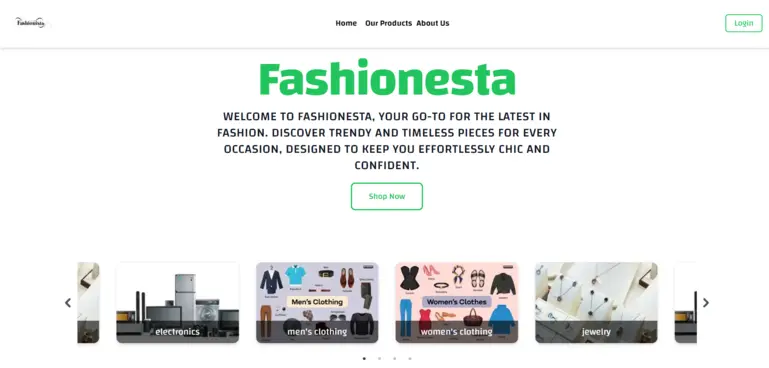 Fashionesta
Home Our Products About Us
Login
Fashionesta
WELCOME TO FASHIONESTA, YOUR GO-TO FOR THE LATEST IN
FASHION. DISCOVER TRENDY AND TIMELESS PIECES FOR EVERY
OCCASION, DESIGNED TO KEEP YOU EFFORTLESSLY CHIC AND
CONFIDENT.
Shop Now
Men's Clothing
Women's Clothes
electronics
men's clothing
women's clothing
jewelry